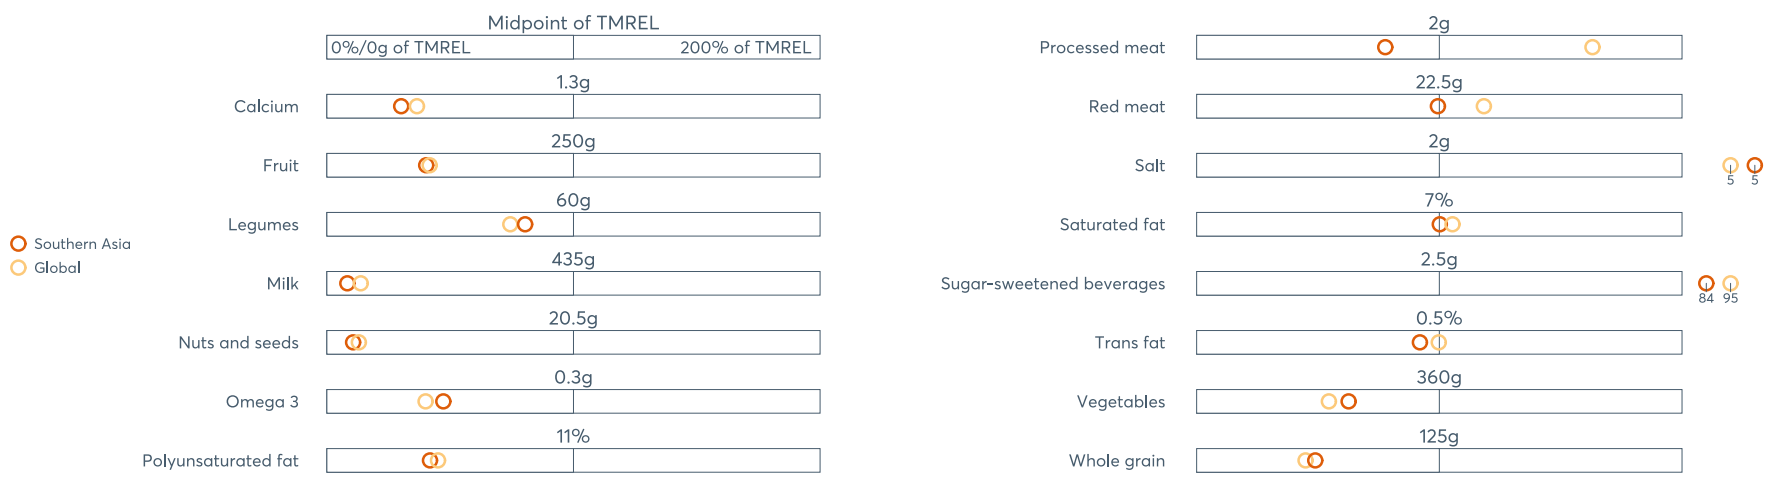 Midpoint of TMREL
0%/0g of TMREL
200% of TMREL
1.3g
Calcium
250g
Fruit
60g
Legumes
435g
Milk
20.5g
Nuts and seeds
0.3g
Omega 3
11%
Polyunsaturated fat
Southern Asia
Global
2g
Processed meat
22.5g
Red meat
2g
Salt
5 5
7%
Saturated fat
2.5g
Sugar-sweetened beverages
84 95
0.5%
Trans fat
360g
Vegetables
125g
Whole grain